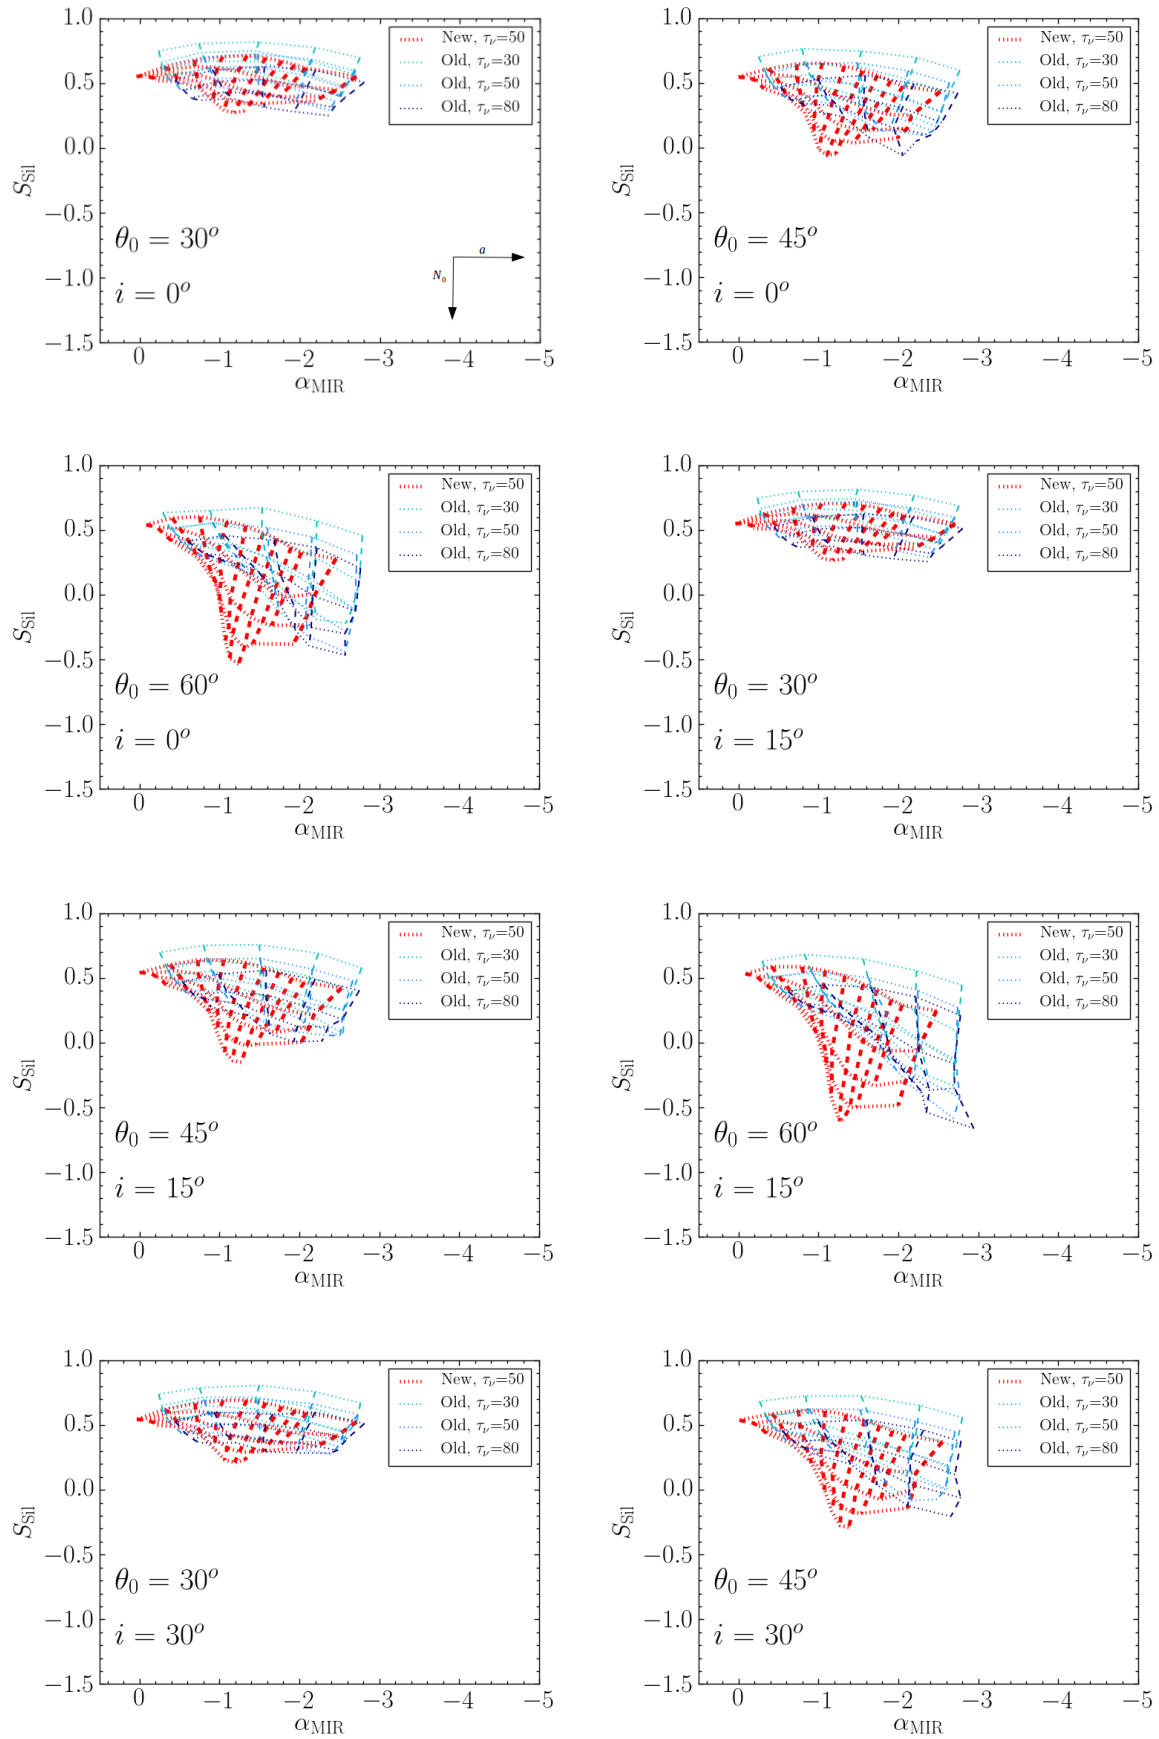 1.0
0.5
0.0
−0.5
−1.0
−1.5
S_Sil
New, τ_ν=50
Old, τ_ν=30
Old, τ_ν=50
Old, τ_ν=80
a
N_0
θ_0 = 30°
i = 0°
0 −1 −2 −3 −4 −5
α_MIR
1.0
0.5
0.0
−0.5
−1.0
−1.5
S_Sil
New, τ_ν=50
Old, τ_ν=30
Old, τ_ν=50
Old, τ_ν=80
θ_0 = 45°
i = 0°
0 −1 −2 −3 −4 −5
α_MIR
1.0
0.5
0.0
−0.5
−1.0
−1.5
S_Sil
New, τ_ν=50
Old, τ_ν=30
Old, τ_ν=50
Old, τ_ν=80
θ_0 = 60°
i = 0°
0 −1 −2 −3 −4 −5
α_MIR
1.0
0.5
0.0
−0.5
−1.0
−1.5
S_Sil
New, τ_ν=50
Old, τ_ν=30
Old, τ_ν=50
Old, τ_ν=80
θ_0 = 30°
i = 15°
0 −1 −2 −3 −4 −5
α_MIR
1.0
0.5
0.0
−0.5
−1.0
−1.5
S_Sil
New, τ_ν=50
Old, τ_ν=30
Old, τ_ν=50
Old, τ_ν=80
θ_0 = 45°
i = 15°
0 −1 −2 −3 −4 −5
α_MIR
1.0
0.5
0.0
−0.5
−1.0
−1.5
S_Sil
New, τ_ν=50
Old, τ_ν=30
Old, τ_ν=50
Old, τ_ν=80
θ_0 = 60°
i = 15°
0 −1 −2 −3 −4 −5
α_MIR
1.0
0.5
0.0
−0.5
−1.0
−1.5
S_Sil
New, τ_ν=50
Old, τ_ν=30
Old, τ_ν=50
Old, τ_ν=80
θ_0 = 30°
i = 30°
0 −1 −2 −3 −4 −5
α_MIR
1.0
0.5
0.0
−0.5
−1.0
−1.5
S_Sil
New, τ_ν=50
Old, τ_ν=30
Old, τ_ν=50
Old, τ_ν=80
θ_0 = 45°
i = 30°
0 −1 −2 −3 −4 −5
α_MIR